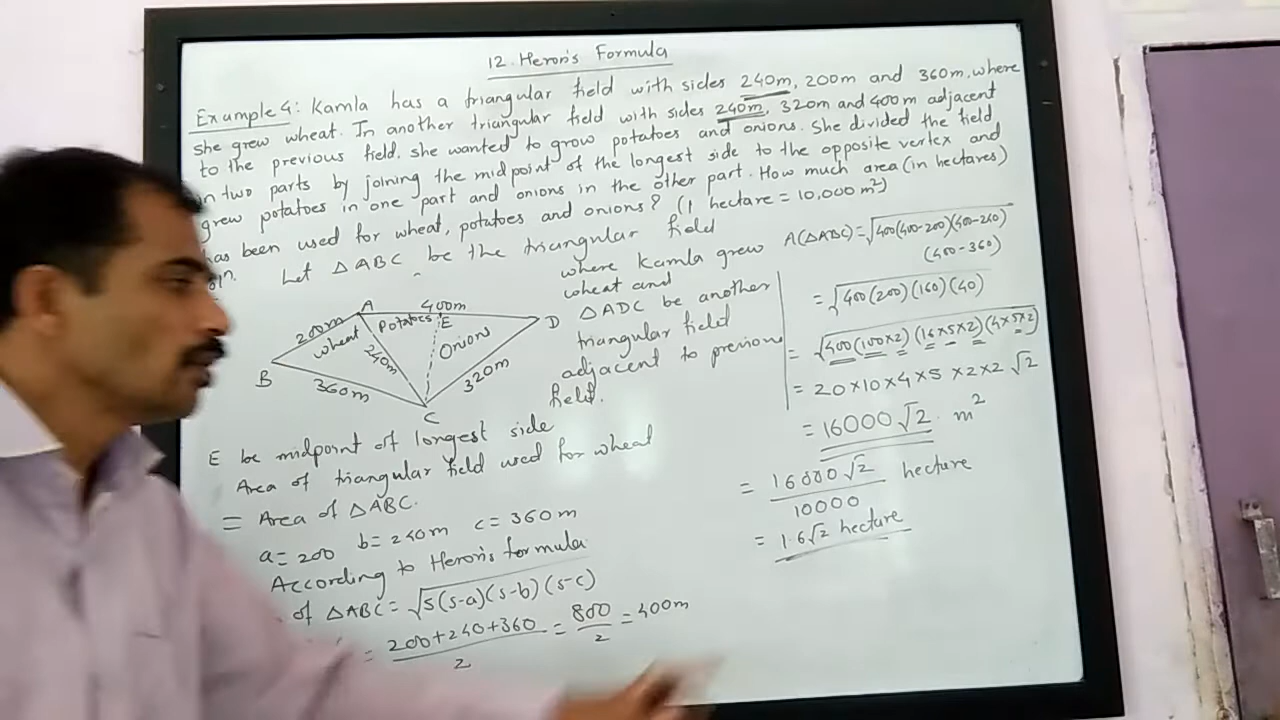 12. Heron's Formula
Example 4: Kamla has a triangular field with sides 240m, 200m and 360m, where
she grew wheat. In another triangular field with sides 240m, 320m and 400m adjacent
to the previous field, she wanted to grow potatoes and onions. She divided the field
in two parts by joining the midpoint of the longest side to the opposite vertex and
grew potatoes in one part and onions in the other part. How much area (in hectares)
has been used for wheat, potatoes and onions? (1 hectare = 10,000 m²)
Let △ABC be the triangular field
where Kamla grew
wheat and
△ADC be another
triangular field
adjacent to previous
field.
A
400m
200m
Potatoes
E
D
wheat
240m
Onion
B
360m
320m
C
E be midpoint of longest side
Area of triangular field used for wheat
= Area of △ABC.
a = 200 b = 240m c = 360m
According to Heron's formula
of △ABC = √s(s-a)(s-b)(s-c)
= 200+240+360/2 = 800/2 = 400m
A(△ABC) = √400(400-200)(400-240)
(400-360)
= √400(200)(160)(40)
= √400(100×2)(16×5×2)(4×5×2)
= 20×10×4×5×2×2√2
= 16000√2 m²
= 16000√2/10000 hecture
= 1.6√2 hecture